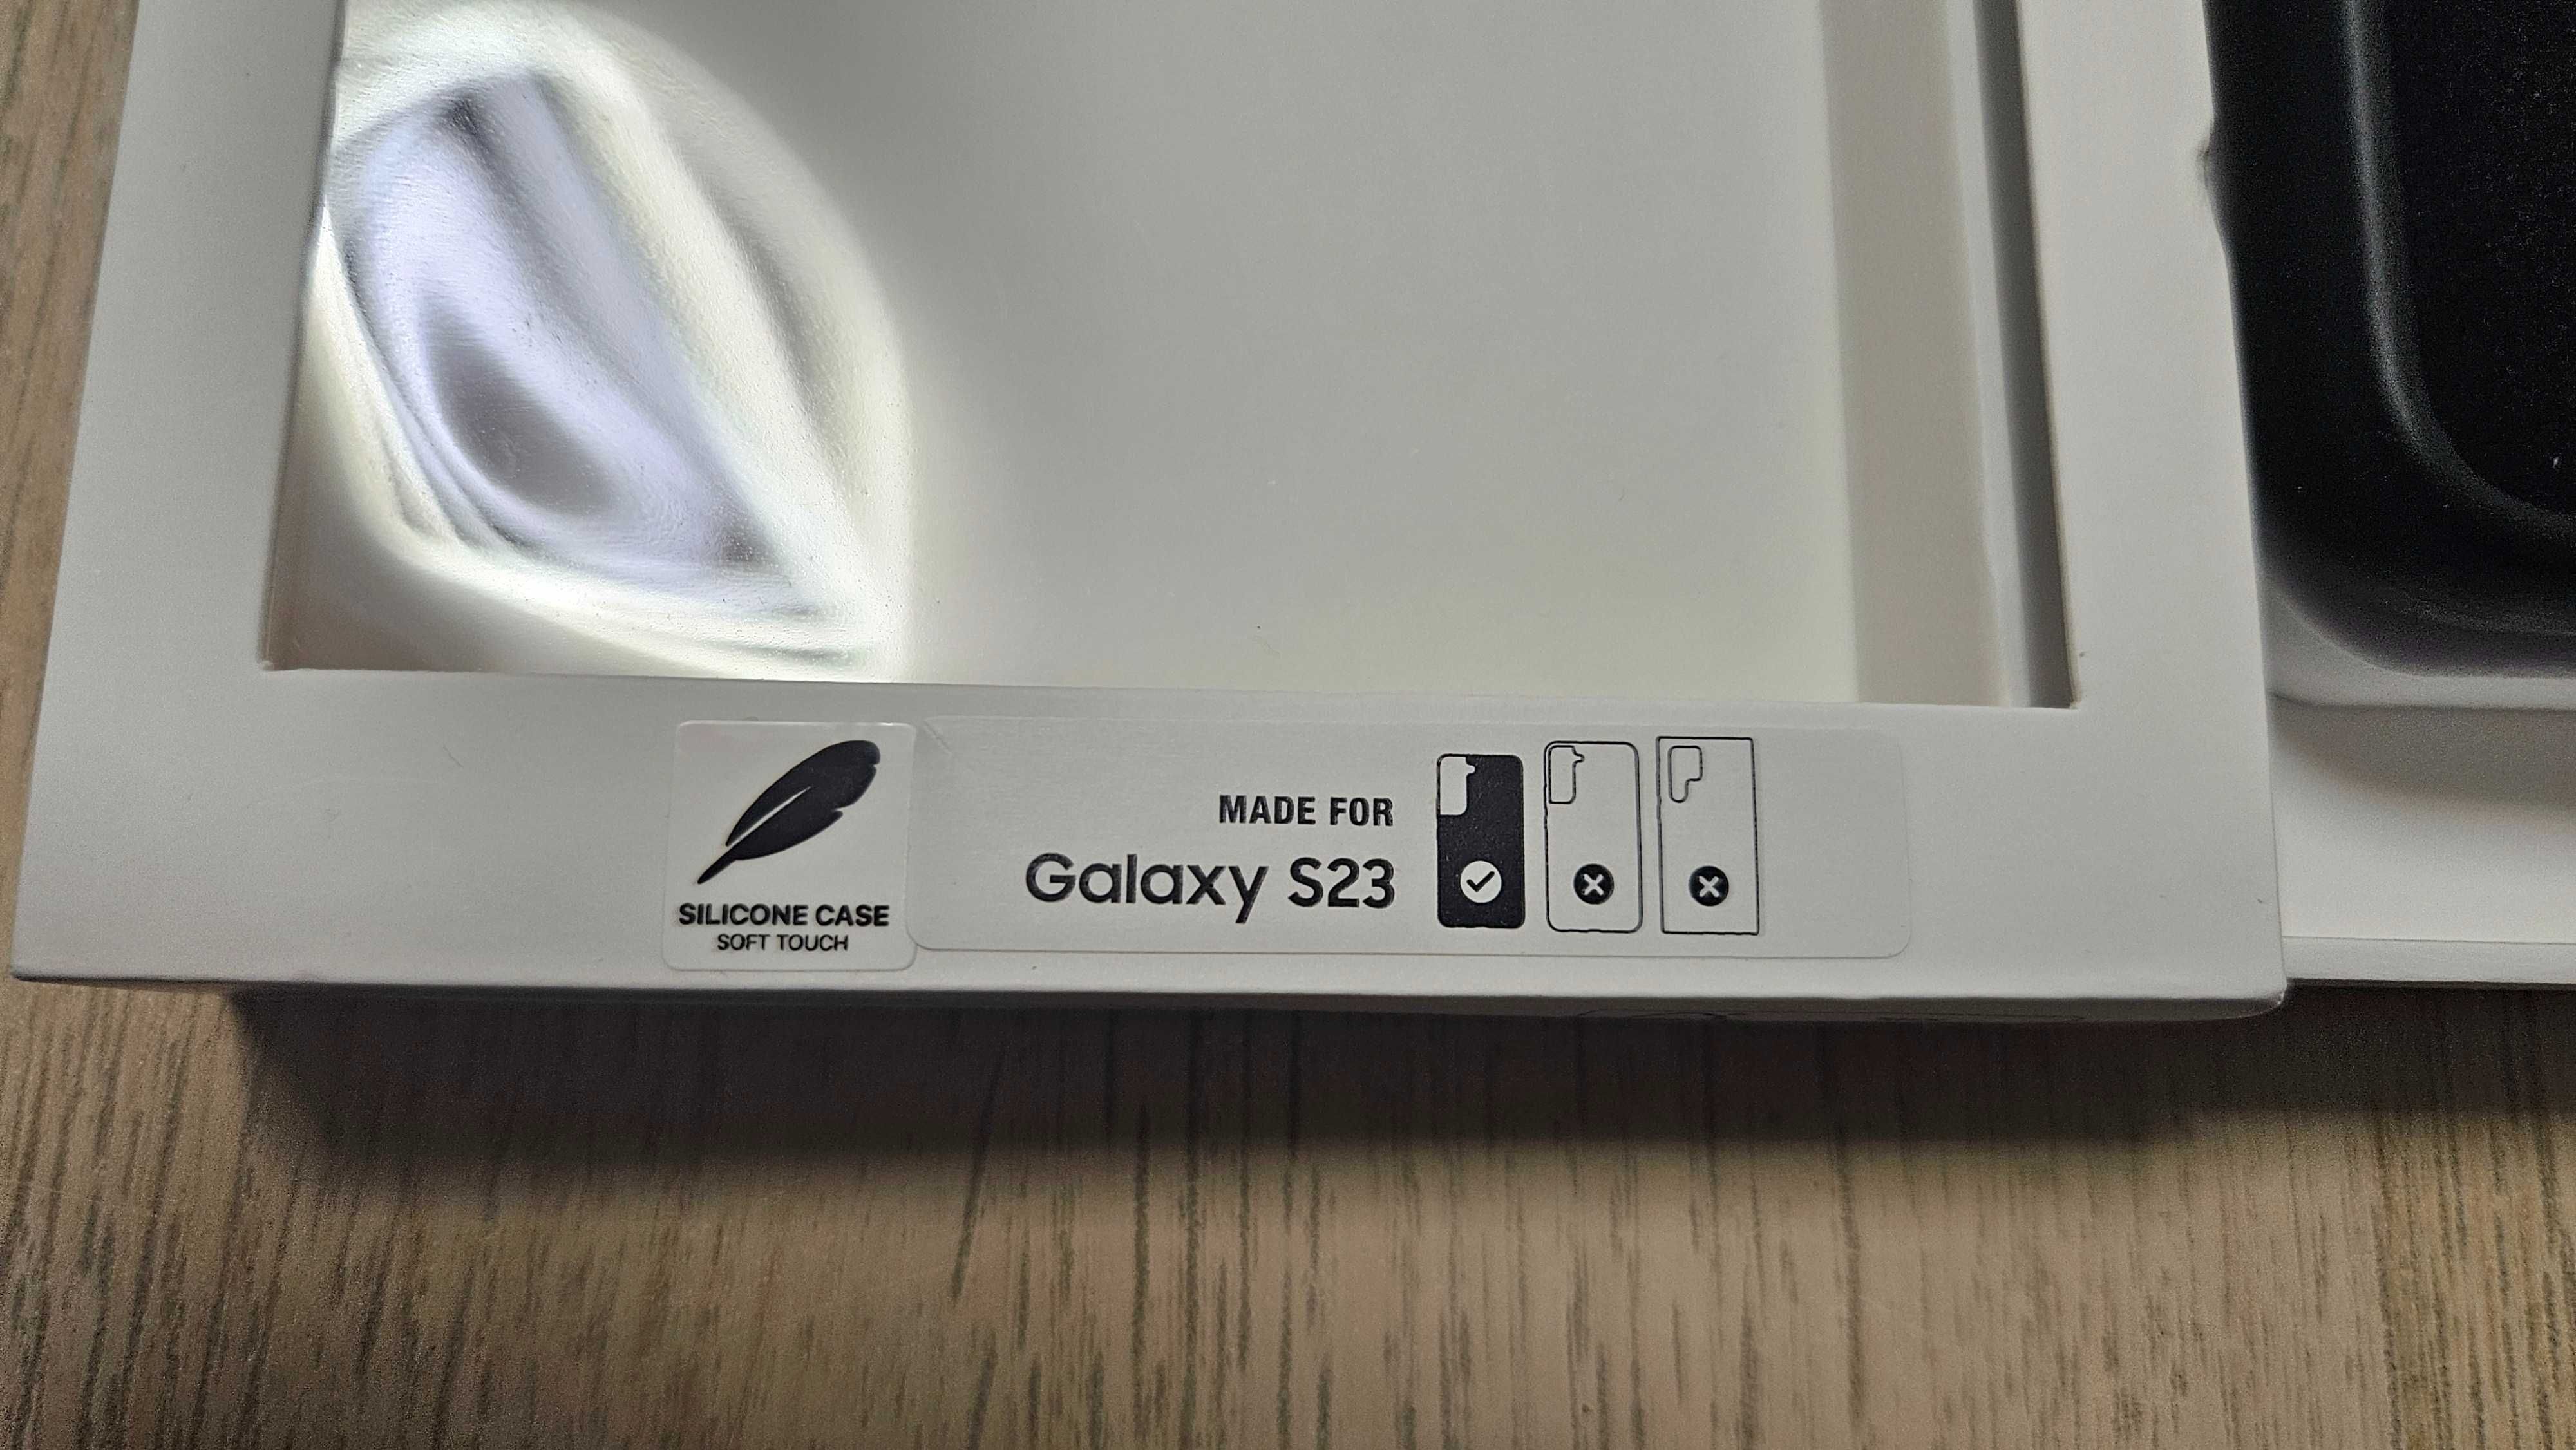 SILICONE CASE
SOFT TOUCH
MADE FOR
Galaxy S23